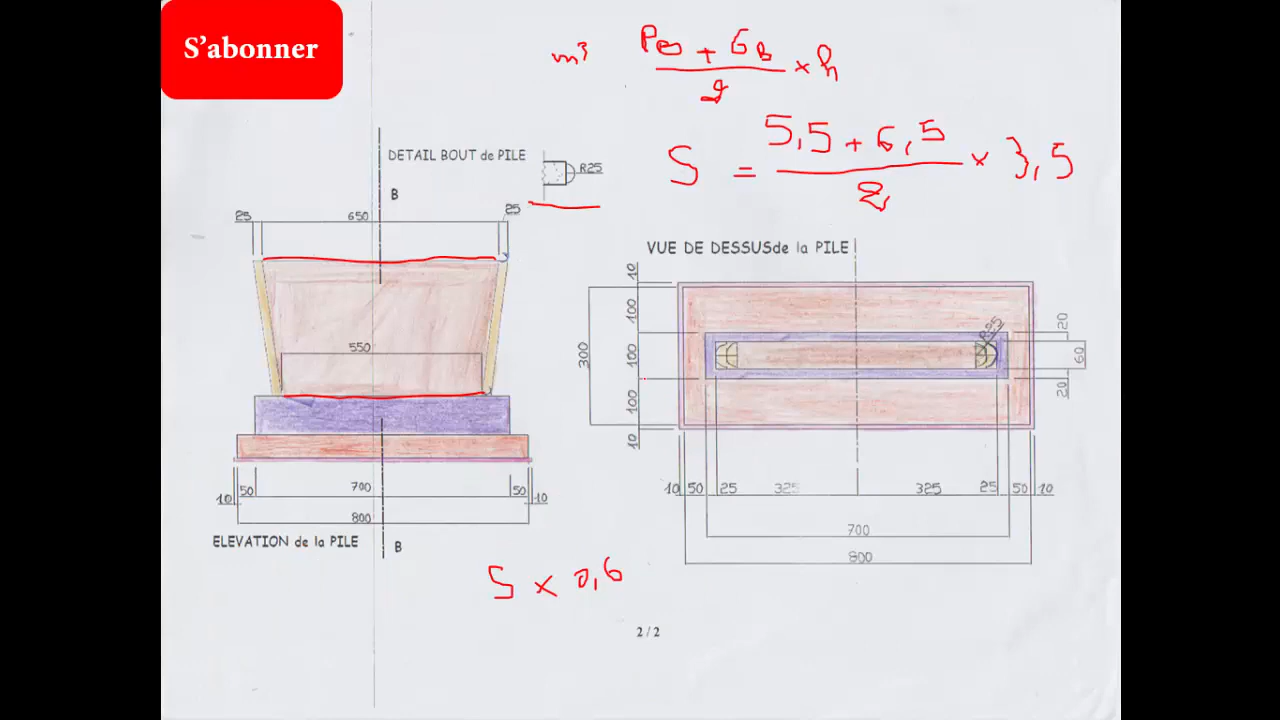 S'abonner
m³
PB + GB
2
× h
S = 5,5 + 6,5
2
× 3,5
DETAIL BOUT de PILE
R25
B
25
650
25
550
10
50
700
50
10
800
ELEVATION de la PILE
B
VUE DE DESSUSde la PILE
10
100
100
100
10
300
R25
20
60
20
10
50
25
325
325
25
50
10
700
800
S × 0,6
2 / 2